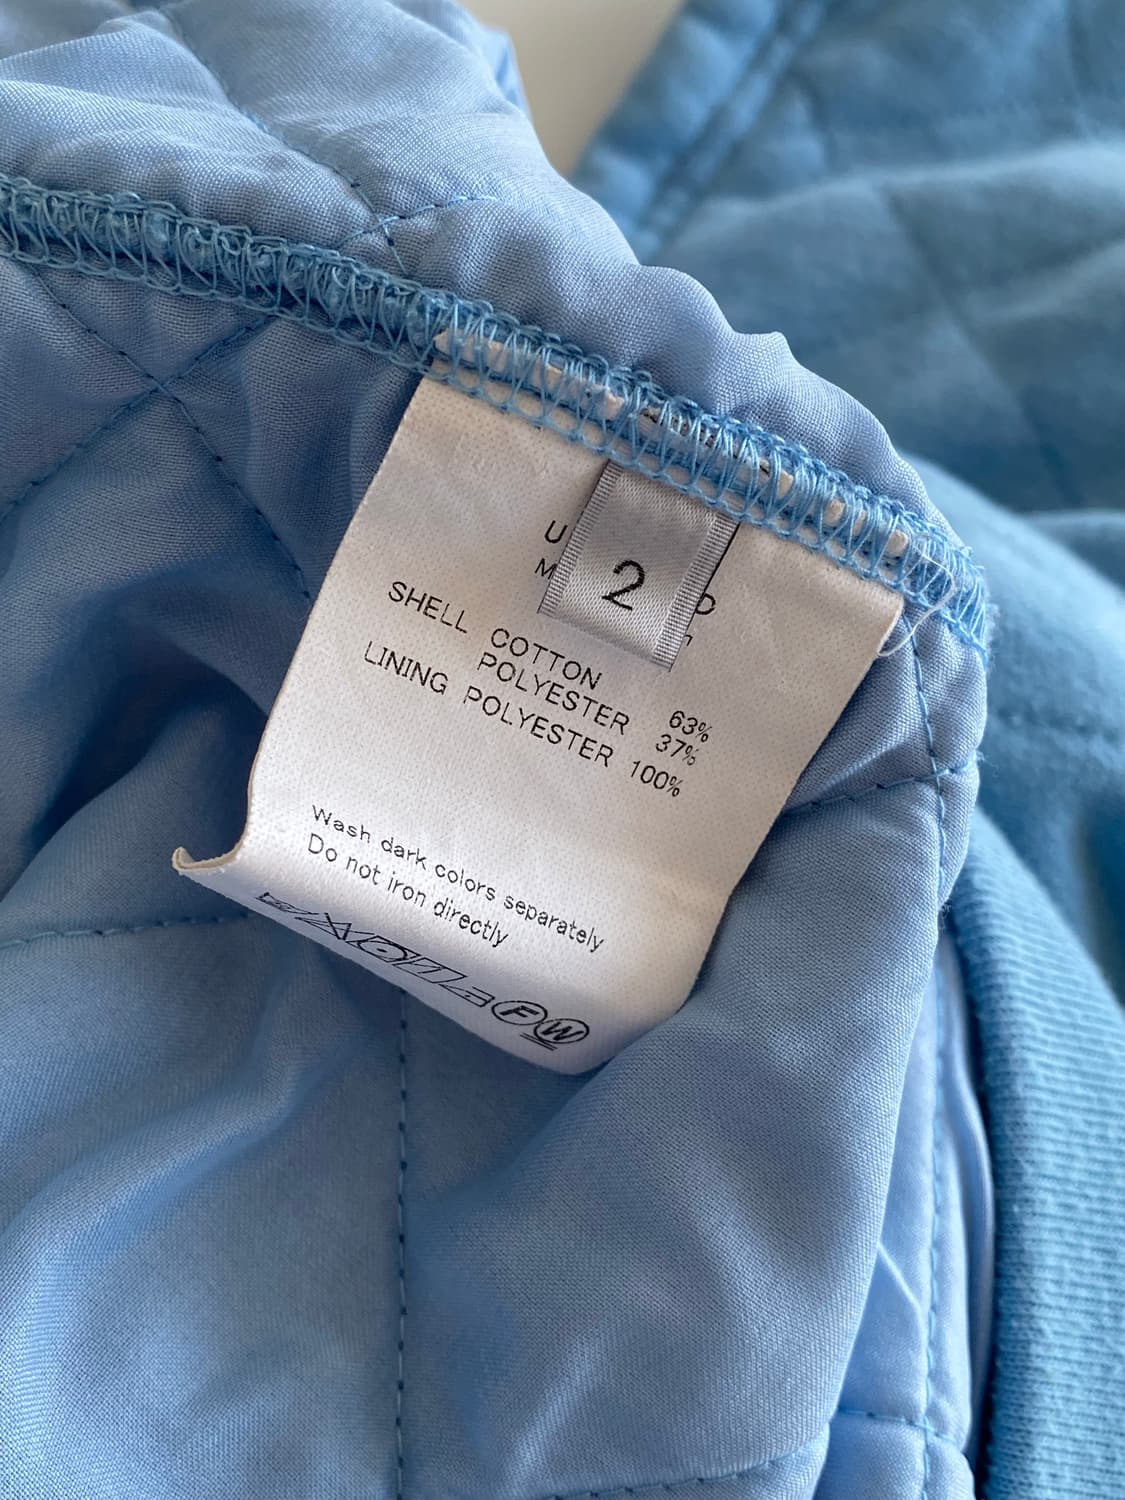 2
SHELL COTTON 63%
POLYESTER 37%
LINING POLYESTER 100%
Wash dark colors separately
Do not iron directly
F W